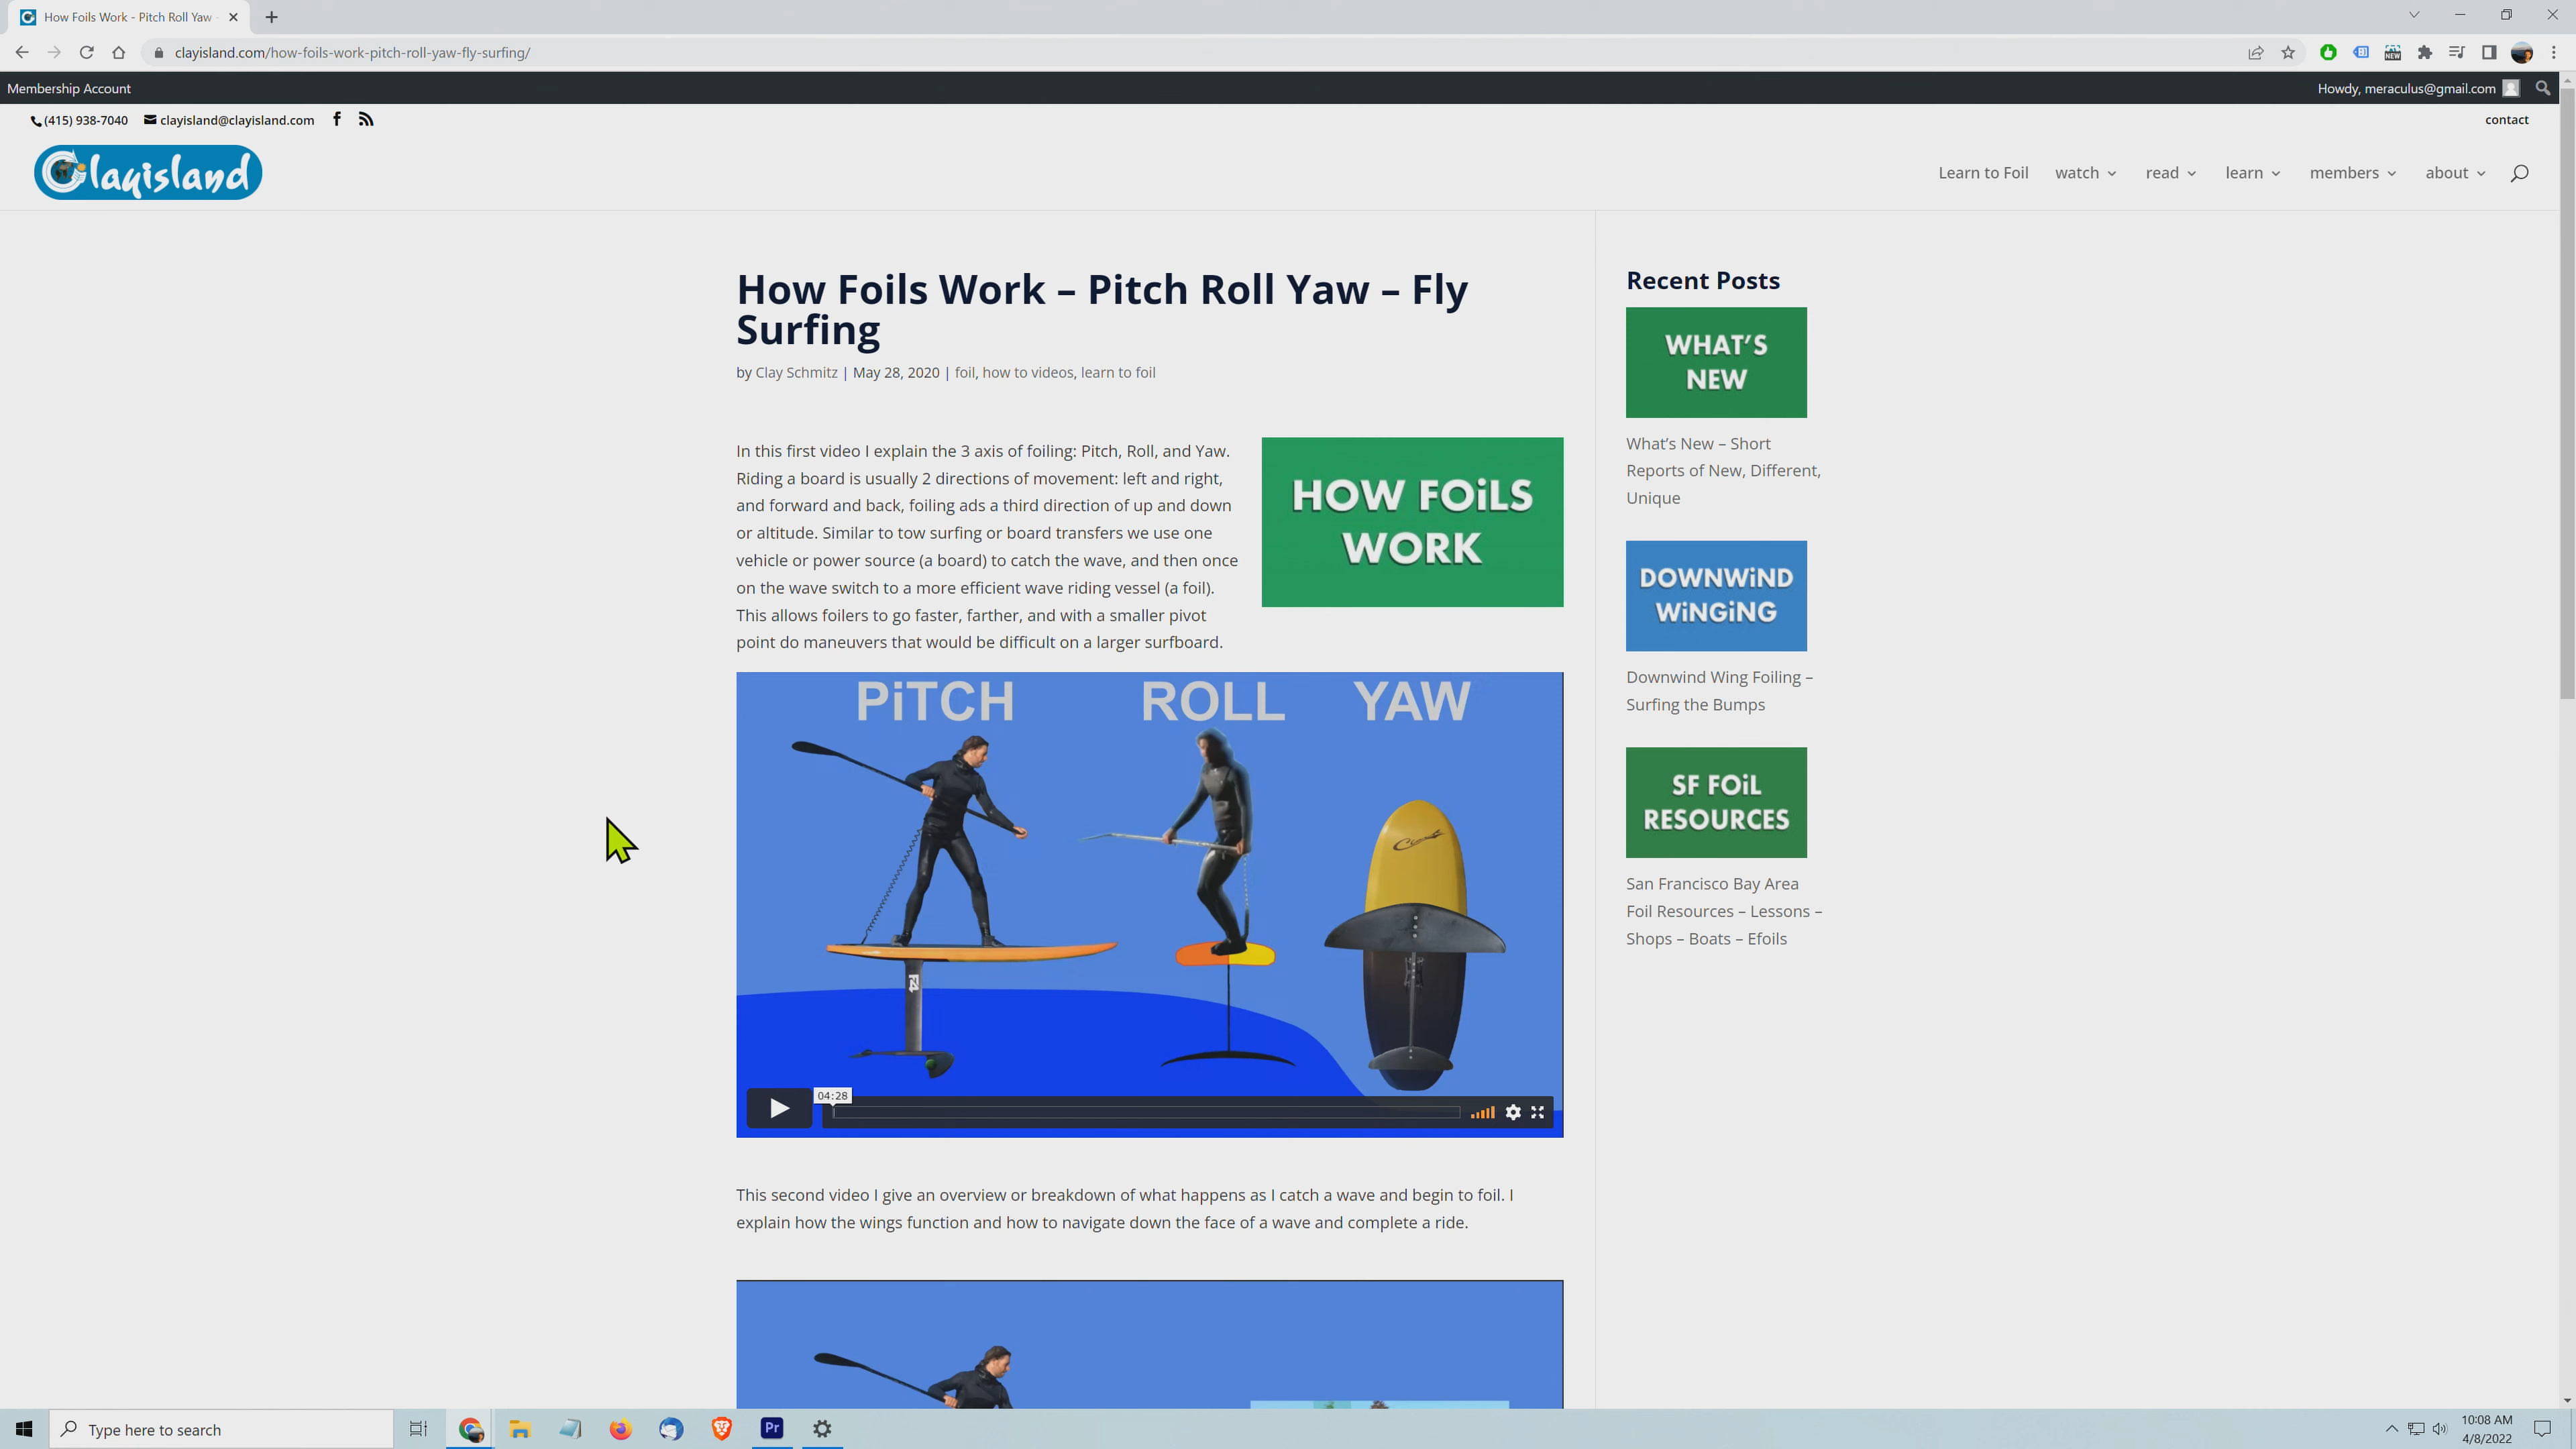 How Foils Work - Pitch Roll Yaw -
clayisland.com/how-foils-work-pitch-roll-yaw-fly-surfing/
NEW
Membership Account
Howdy, meraculus@gmail.com
(415) 938-7040 clayisland@clayisland.com
contact
Clayisland
Learn to Foil watch read learn members about
How Foils Work – Pitch Roll Yaw – Fly
Surfing
by Clay Schmitz | May 28, 2020 | foil, how to videos, learn to foil
In this first video I explain the 3 axis of foiling: Pitch, Roll, and Yaw.
Riding a board is usually 2 directions of movement: left and right,
and forward and back, foiling ads a third direction of up and down
or altitude. Similar to tow surfing or board transfers we use one
vehicle or power source (a board) to catch the wave, and then once
on the wave switch to a more efficient wave riding vessel (a foil).
This allows foilers to go faster, farther, and with a smaller pivot
point do maneuvers that would be difficult on a larger surfboard.
HOW FOiLS
WORK
PiTCH ROLL YAW
04:28
This second video I give an overview or breakdown of what happens as I catch a wave and begin to foil. I
explain how the wings function and how to navigate down the face of a wave and complete a ride.
Recent Posts
WHAT'S
NEW
What's New – Short
Reports of New, Different,
Unique
DOWNWiND
WiNGiNG
Downwind Wing Foiling –
Surfing the Bumps
SF FOiL
RESOURCES
San Francisco Bay Area
Foil Resources – Lessons –
Shops – Boats – Efoils
Type here to search
Pr
10:08 AM
4/8/2022